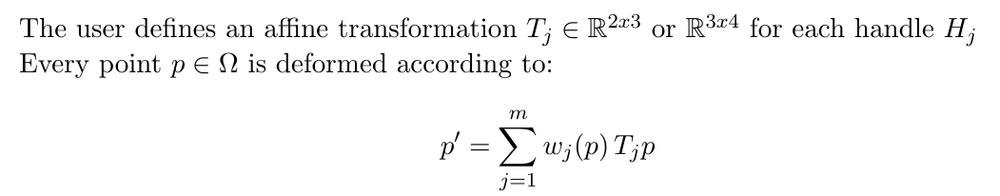 The user defines an affine transformation $T_j \in \mathbb{R}^{2x3}$ or $\mathbb{R}^{3x4}$ for each handle $H_j$
Every point $p \in \Omega$ is deformed according to:
$p' = \sum_{j=1}^{m} w_j(p) \, T_j p$